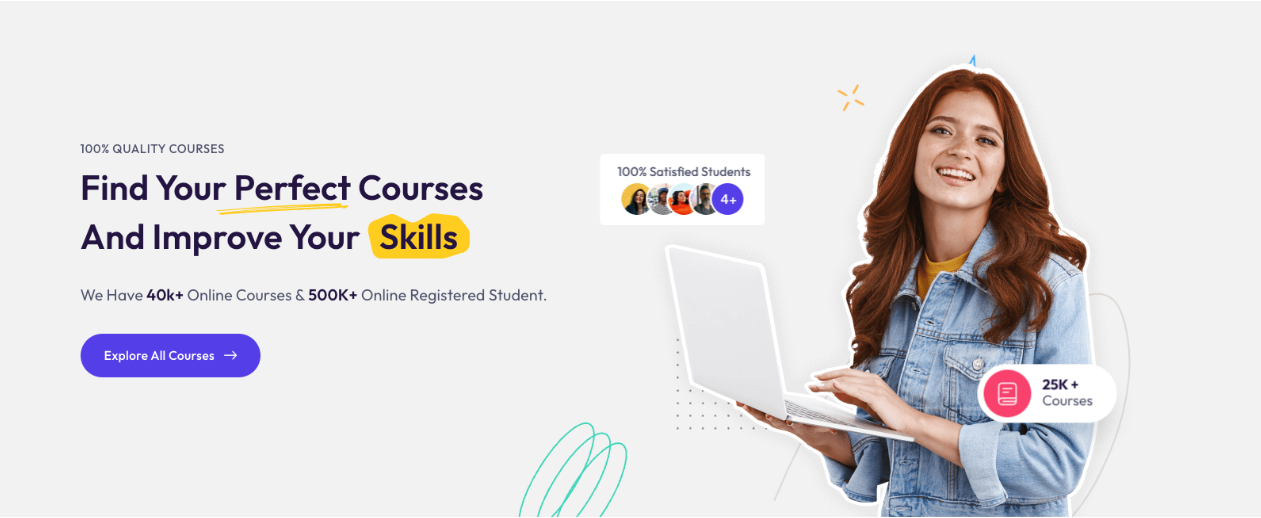 100% QUALITY COURSES
Find Your Perfect Courses
And Improve Your Skills
We Have 40k+ Online Courses & 500K+ Online Registered Student.
Explore All Courses →
100% Satisfied Students
4+
25K +
Courses